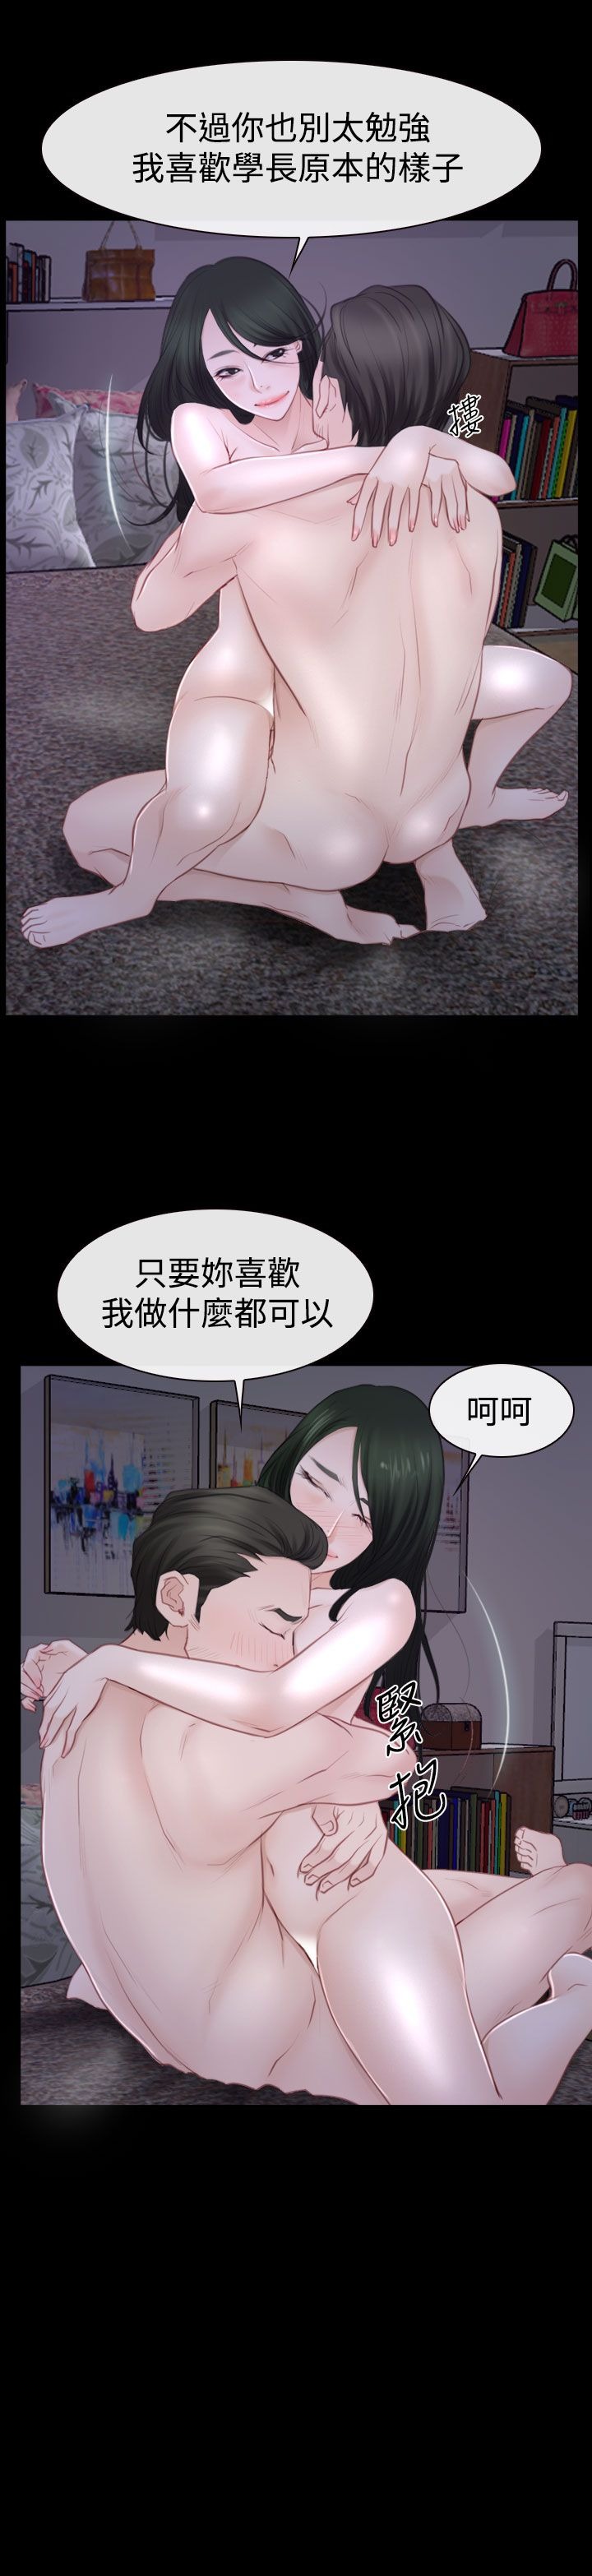 不過你也別太勉強
我喜歡學長原本的樣子
摟
只要妳喜歡
我做什麼都可以
呵呵
緊
抱